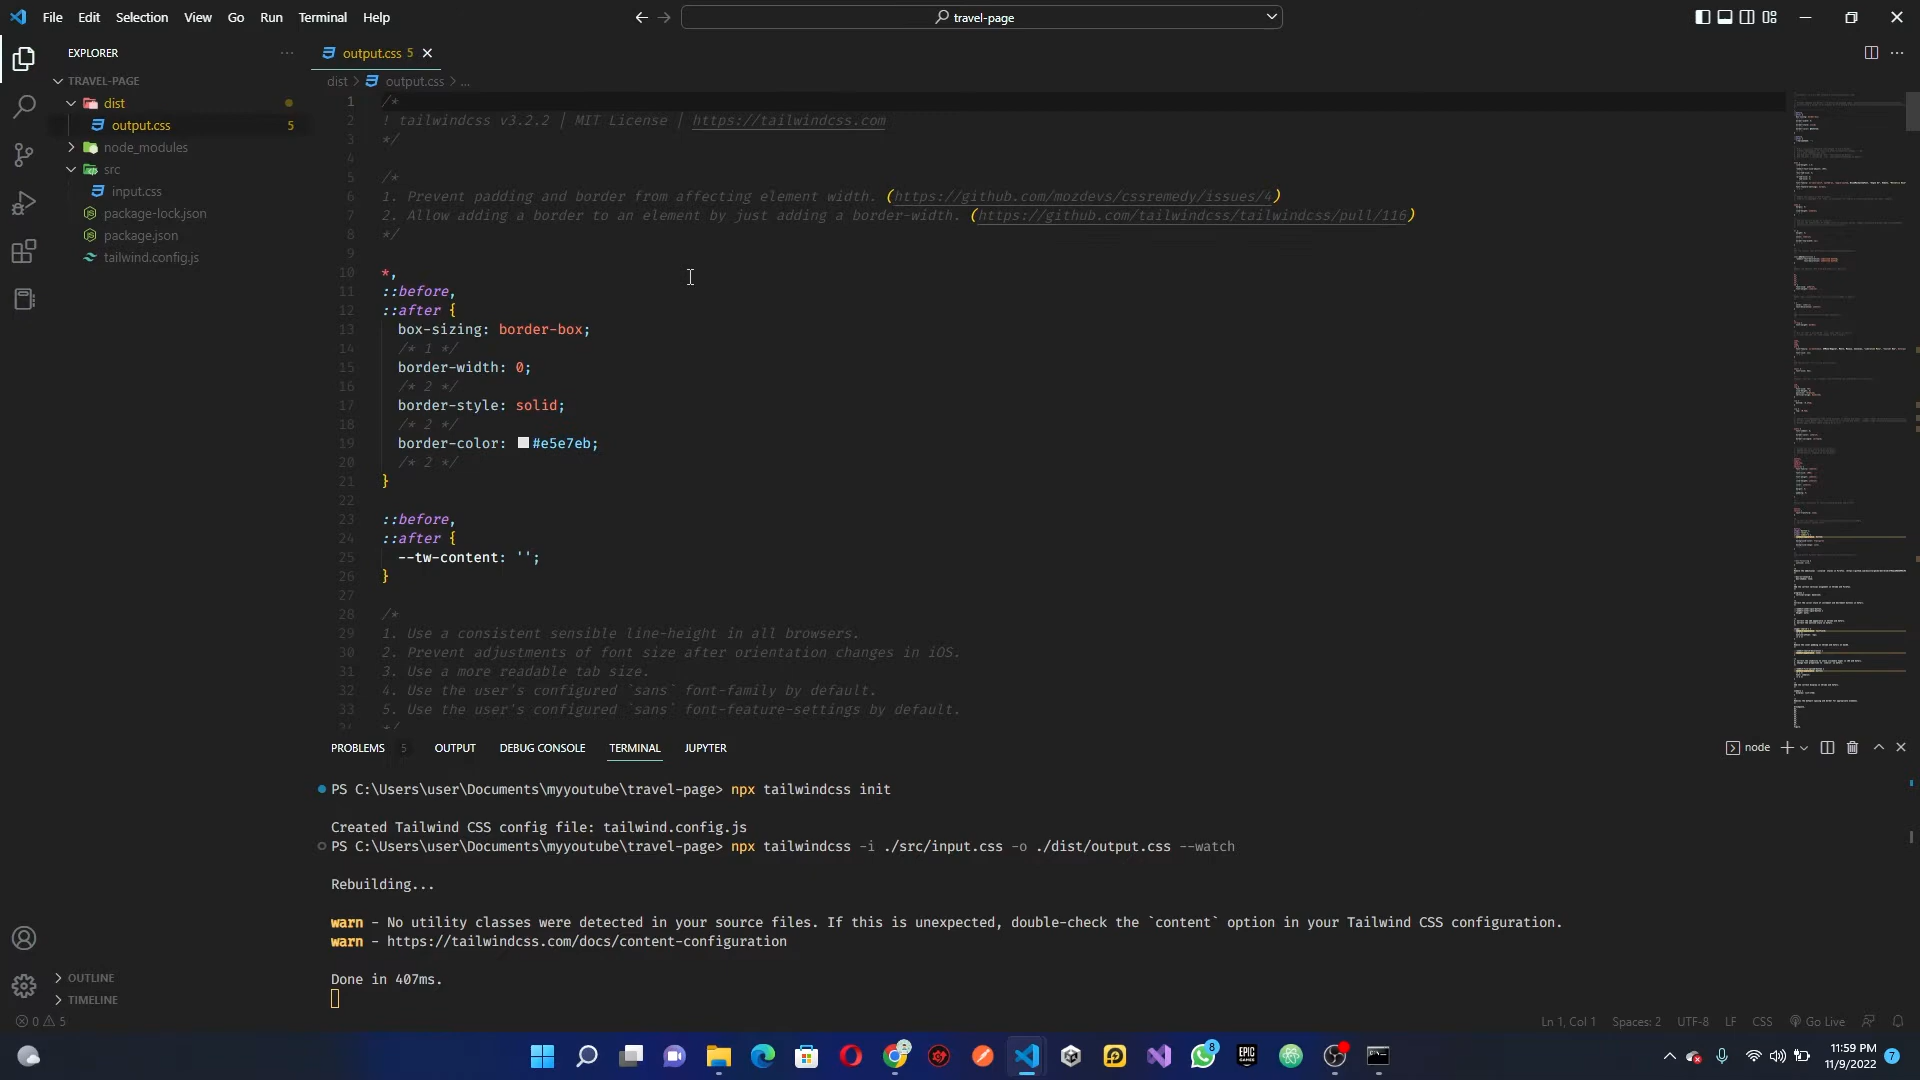 File Edit Selection View Go Run Terminal Help
travel-page
EXPLORER
TRAVEL-PAGE
dist
output.css 5
node_modules
src
input.css
package-lock.json
package.json
tailwind.config.js
OUTLINE
TIMELINE
output.css 5
dist > output.css > ...
1 /*
2 ! tailwindcss v3.2.2 | MIT License | https://tailwindcss.com
3 */
4
5 /*
6 1. Prevent padding and border from affecting element width. (https://github.com/mozdevs/cssremedy/issues/4)
7 2. Allow adding a border to an element by just adding a border-width. (https://github.com/tailwindcss/tailwindcss/pull/116)
8 */
9
10 *,
11 ::before,
12 ::after {
13 box-sizing: border-box;
14 /* 1 */
15 border-width: 0;
16 /* 2 */
17 border-style: solid;
18 /* 2 */
19 border-color: #e5e7eb;
20 /* 2 */
21 }
22
23 ::before,
24 ::after {
25 --tw-content: '';
26 }
27
28 /*
29 1. Use a consistent sensible line-height in all browsers.
30 2. Prevent adjustments of font size after orientation changes in iOS.
31 3. Use a more readable tab size.
32 4. Use the user's configured `sans` font-family by default.
33 5. Use the user's configured `sans` font-feature-settings by default.
34 */
PROBLEMS 5 OUTPUT DEBUG CONSOLE TERMINAL JUPYTER
node
PS C:\Users\user\Documents\myyoutube\travel-page> npx tailwindcss init
Created Tailwind CSS config file: tailwind.config.js
PS C:\Users\user\Documents\myyoutube\travel-page> npx tailwindcss -i ./src/input.css -o ./dist/output.css --watch
Rebuilding...
warn - No utility classes were detected in your source files. If this is unexpected, double-check the `content` option in your Tailwind CSS configuration.
warn - https://tailwindcss.com/docs/content-configuration
Done in 407ms.
0 5
Ln 1, Col 1 Spaces: 2 UTF-8 LF CSS Go Live
8
EPIC GAMES
11:59 PM
11/9/2022
7